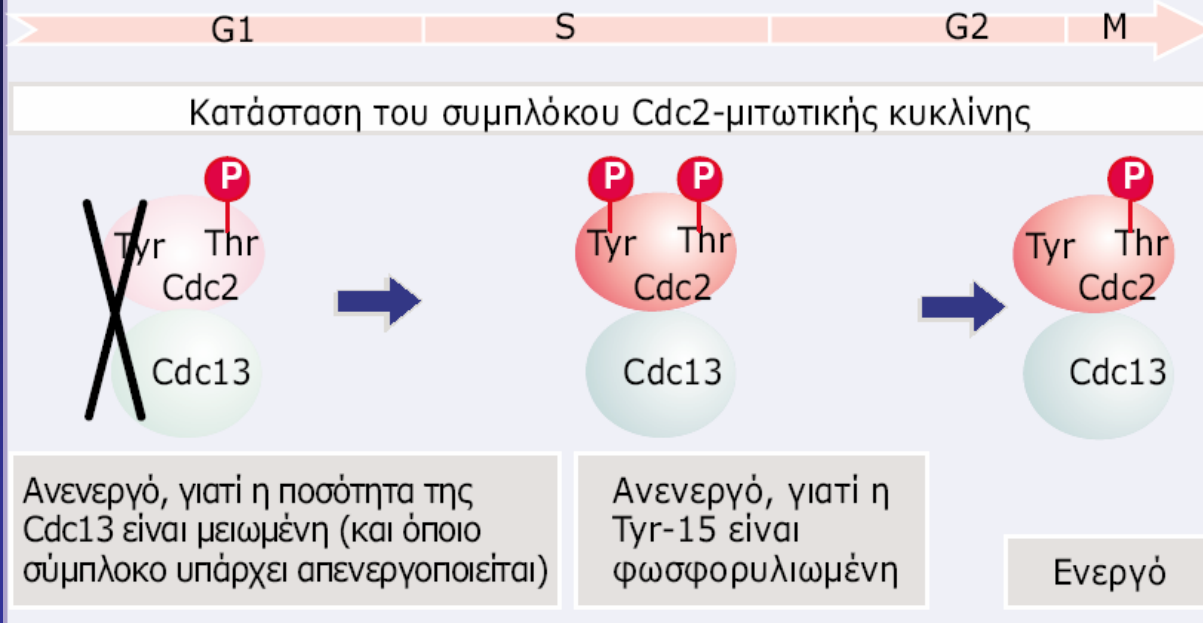 G1 S G2 M
Κατάσταση του συμπλόκου Cdc2-μιτωτικής κυκλίνης
P
Tyr Thr
Cdc2
Cdc13
P P
Tyr Thr
Cdc2
Cdc13
P
Tyr Thr
Cdc2
Cdc13
Ανενεργό, γιατί η ποσότητα της
Cdc13 είναι μειωμένη (και όποιο
σύμπλοκο υπάρχει απενεργοποιείται)
Ανενεργό, γιατί η
Tyr-15 είναι
φωσφορυλιωμένη
Ενεργό